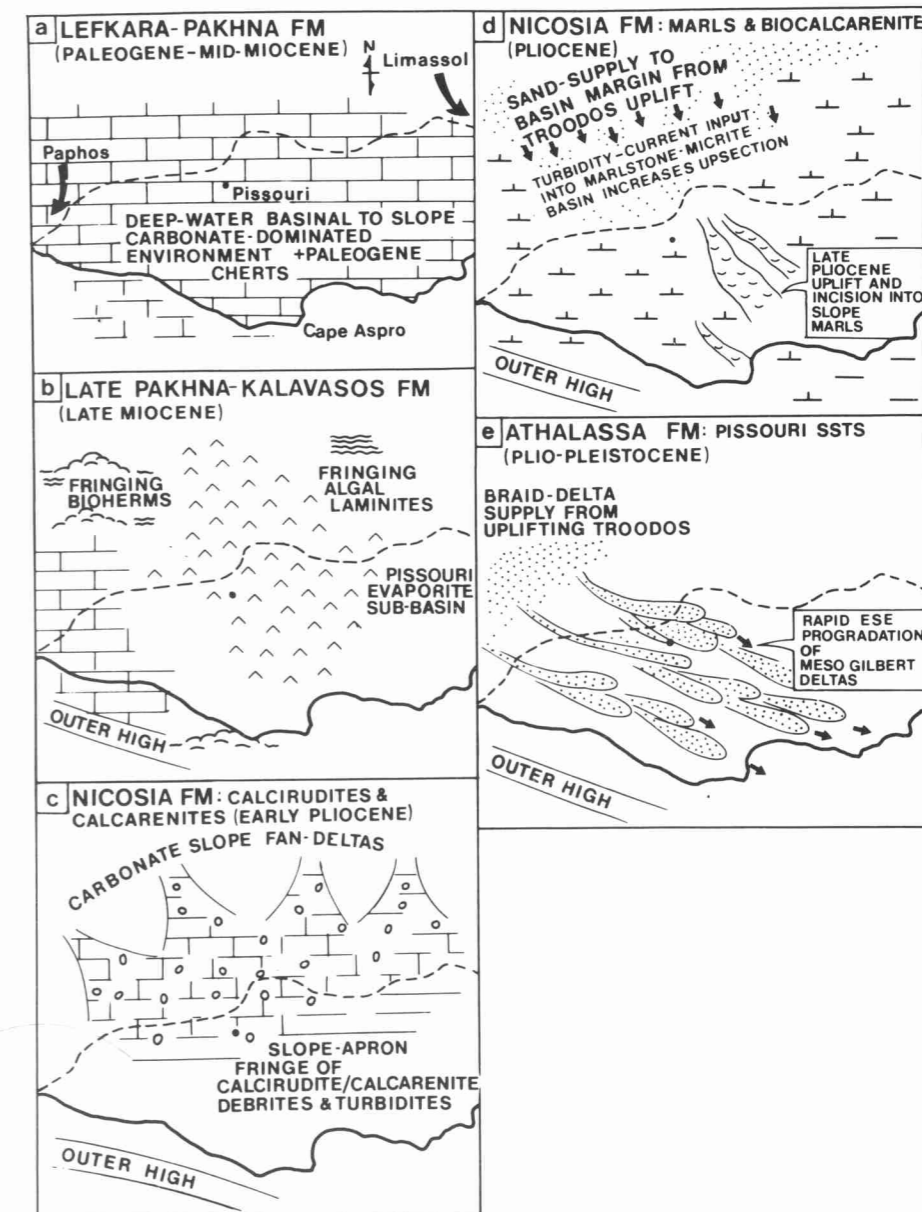 a LEFKARA-PAKHNA FM
(PALEOGENE-MID-MIOCENE)
N
Limassol
Paphos
Pissouri
DEEP-WATER BASINAL TO SLOPE
CARBONATE-DOMINATED
ENVIRONMENT +PALEOGENE
CHERTS
Cape Aspro
b LATE PAKHNA-KALAVASOS FM
(LATE MIOCENE)
FRINGING
BIOHERMS
FRINGING
ALGAL
LAMINITES
PISSOURI
EVAPORITE
SUB-BASIN
OUTER HIGH
c NICOSIA FM: CALCIRUDITES &
CALCARENITES (EARLY PLIOCENE)
CARBONATE SLOPE FAN-DELTAS
SLOPE-APRON
FRINGE OF
CALCIRUDITE/CALCARENITE
DEBRITES & TURBIDITES
OUTER HIGH
d NICOSIA FM: MARLS & BIOCALCARENITE
(PLIOCENE)
SAND-SUPPLY TO
BASIN MARGIN FROM
TROODOS UPLIFT
TURBIDITY-CURRENT INPUT
INTO MARLSTONE-MICRITE
BASIN INCREASES UPSECTION
LATE
PLIOCENE
UPLIFT AND
INCISION INTO
SLOPE
MARLS
OUTER HIGH
e ATHALASSA FM: PISSOURI SSTS
(PLIO-PLEISTOCENE)
BRAID-DELTA
SUPPLY FROM
UPLIFTING TROODOS
RAPID ESE
PROGRADATION
OF
MESO GILBERT
DELTAS
OUTER HIGH